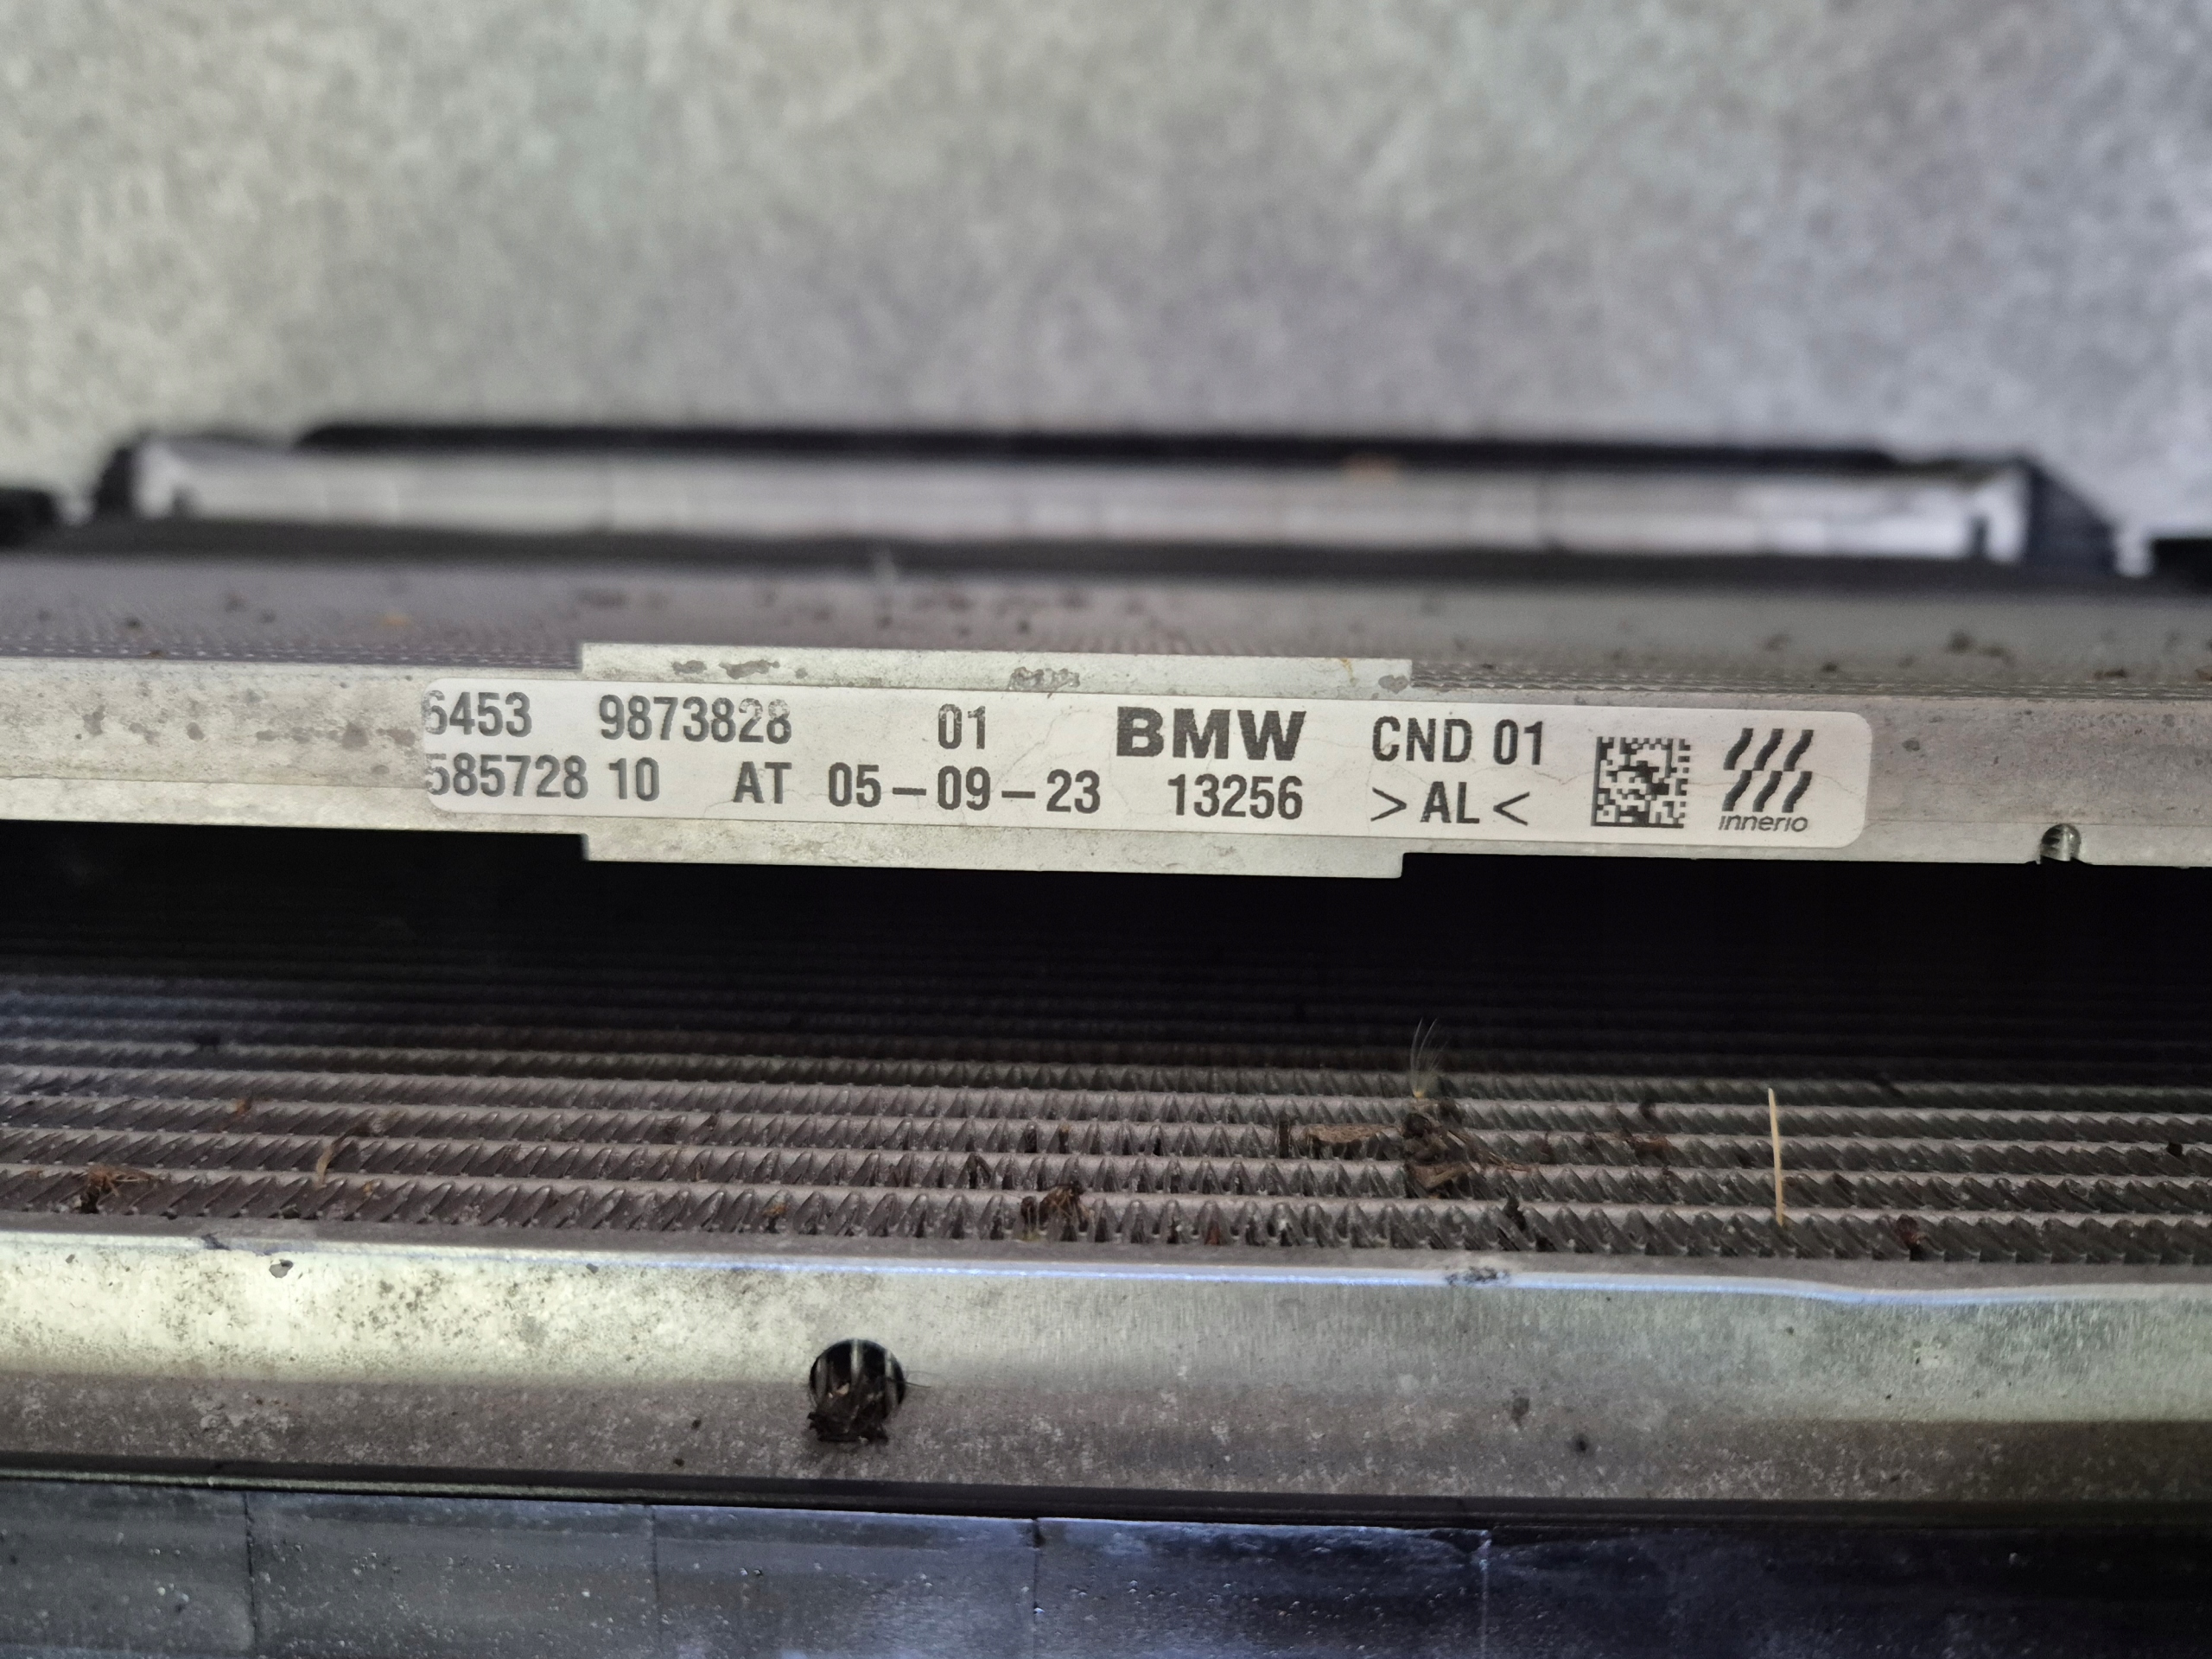 6453 9873828 01 BMW CND 01
585728 10 AT 05-09-23 13256 >AL<
innerio